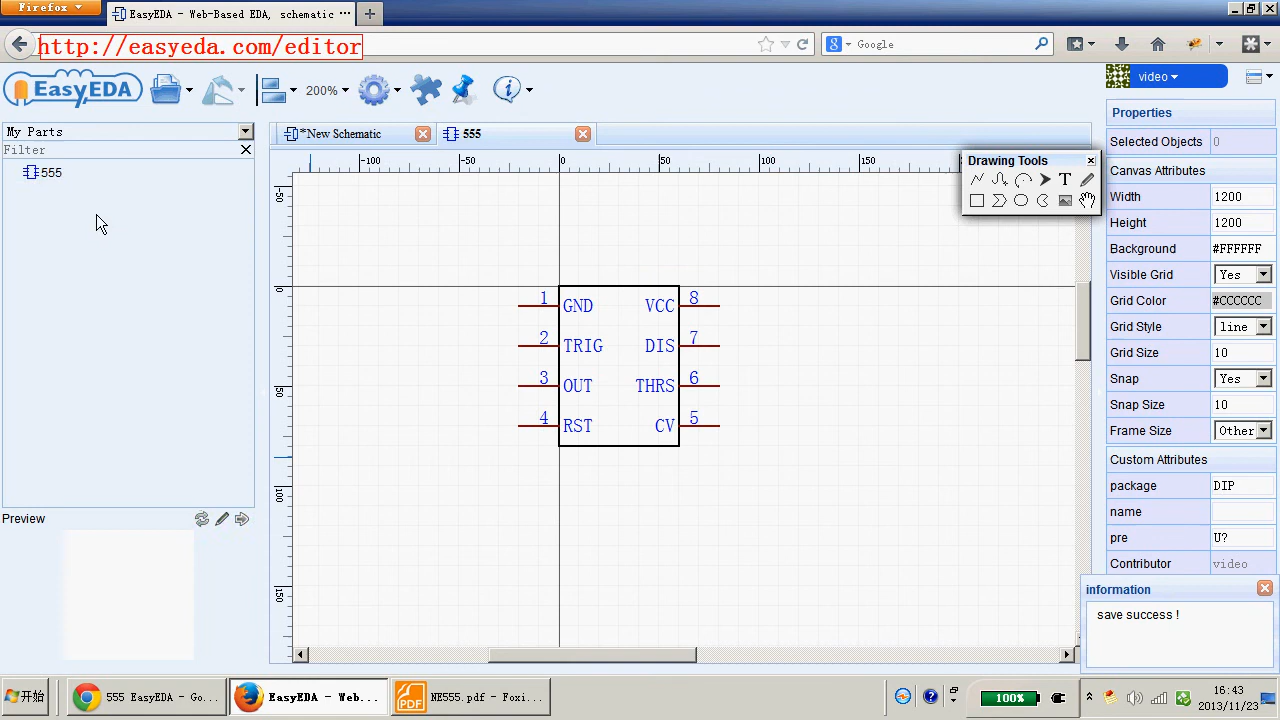 Firefox
EasyEDA - Web-Based EDA, schematic ...
http://easyeda.com/editor
Google
EasyEDA
200%
video
My Parts
Filter
555
Preview
*New Schematic
555
-100
-50
0
50
100
150
-50
0
50
100
150
Drawing Tools
T
1
GND
VCC
8
2
TRIG
DIS
7
3
OUT
THRS
6
4
RST
CV
5
Properties
Selected Objects 0
Canvas Attributes
Width 1200
Height 1200
Background #FFFFFF
Visible Grid Yes
Grid Color #CCCCCC
Grid Style line
Grid Size 10
Snap Yes
Snap Size 10
Frame Size Other
Custom Attributes
package DIP
name
pre U?
Contributor video
information
save success !
开始
555 EasyEDA - Go...
EasyEDA - Web...
NE555.pdf - Foxi...
100%
16:43
2013/11/23